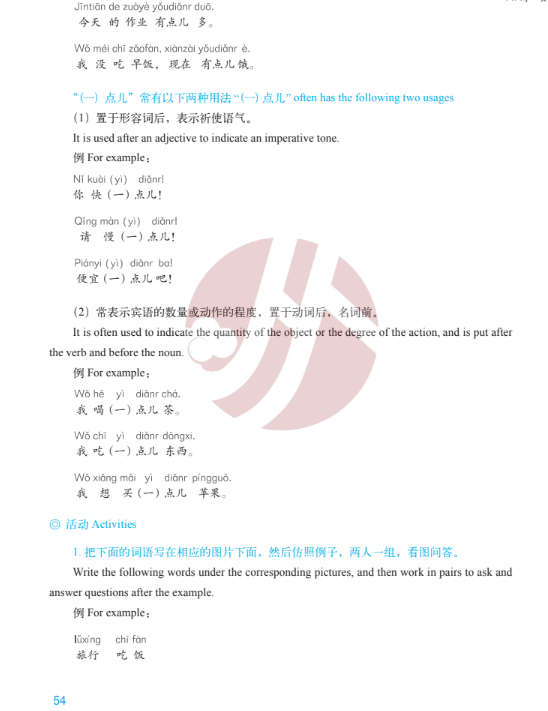 Jīntiān de zuòyè yǒudiǎnr duō.
今天 的 作业 有点儿 多。
Wǒ méi chī zǎofàn, xiànzài yǒudiǎnr è.
我 没 吃 早饭，现在 有点儿 饿。
“（一）点儿”常有以下两种用法“(一) 点儿” often has the following two usages
（1）置于形容词后，表示祈使语气。
It is used after an adjective to indicate an imperative tone.
例 For example：
Nǐ kuài (yì) diǎnr!
你 快（一）点儿！
Qǐng màn (yì) diǎnr!
请 慢（一）点儿！
Piányi (yì) diǎnr ba!
便宜（一）点儿 吧！
（2）常表示宾语的数量或动作的程度，置于动词后，名词前。
It is often used to indicate the quantity of the object or the degree of the action, and is put after
the verb and before the noun.
例 For example：
Wǒ hē yì diǎnr chá.
我 喝（一）点儿 茶。
Wǒ chī yì diǎnr dōngxi.
我 吃（一）点儿 东西。
Wǒ xiǎng mǎi yì diǎnr píngguǒ.
我 想 买（一）点儿 苹果。
◎ 活动 Activities
1. 把下面的词语写在相应的图片下面，然后仿照例子，两人一组，看图问答。
Write the following words under the corresponding pictures, and then work in pairs to ask and
answer questions after the example.
例 For example：
lǚxíng chī fàn
旅行 吃 饭
54